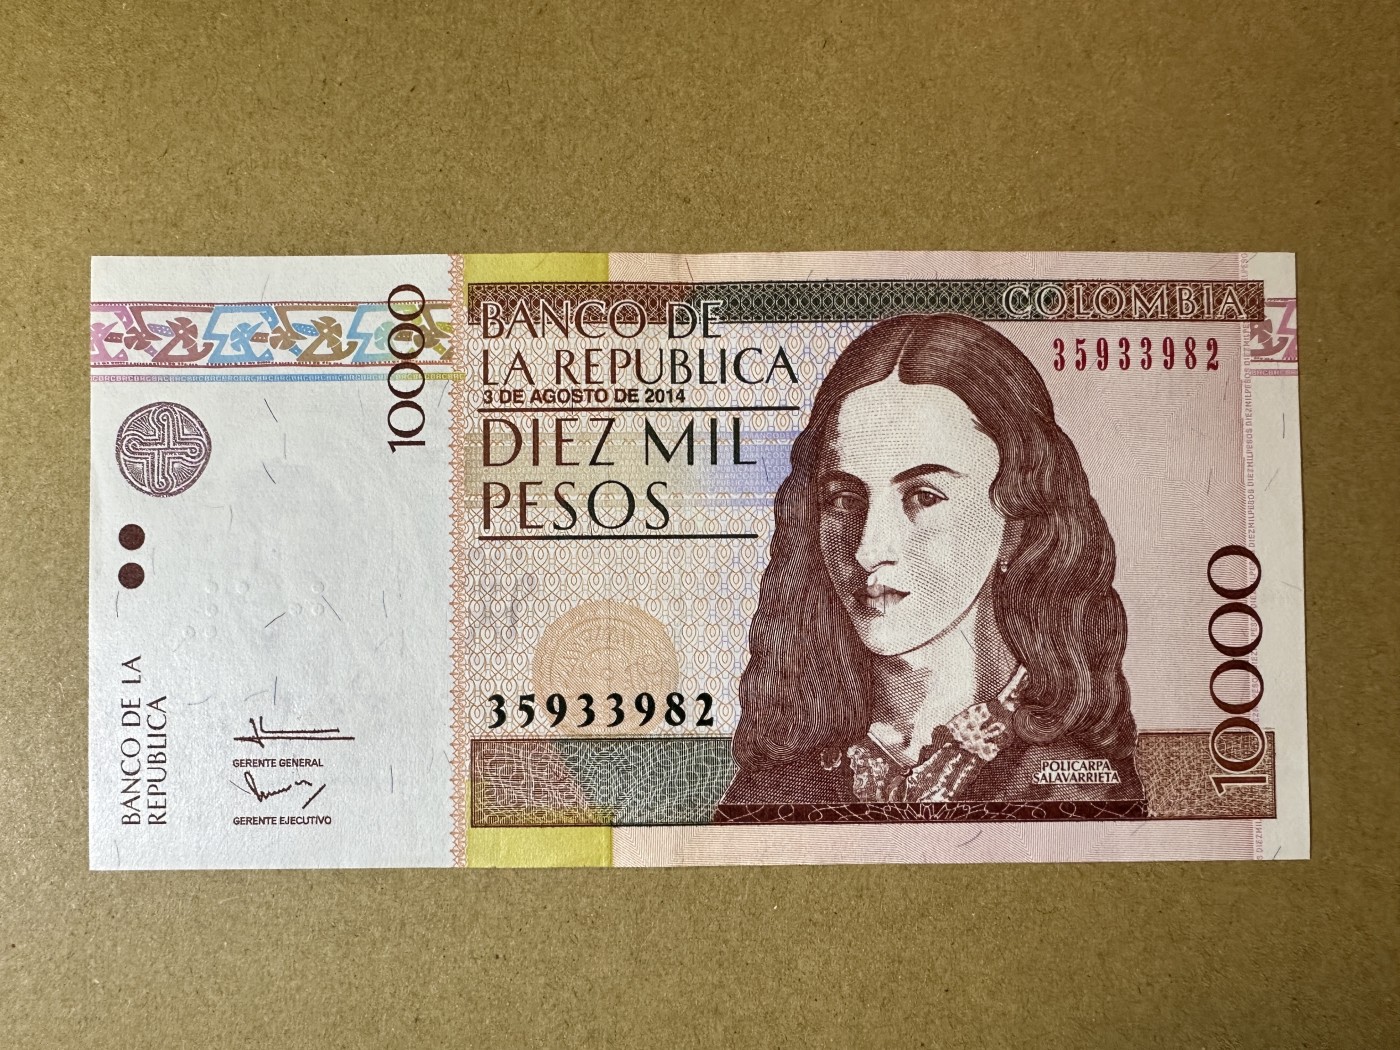 BANCO DE
LA REPUBLICA
3 DE AGOSTO DE 2014
DIEZ MIL
PESOS
COLOMBIA
35933982
10000
35933982
10000
POLICARPA
SALAVARRIETA
BANCO DE LA
REPUBLICA
GERENTE GENERAL
GERENTE EJECUTIVO